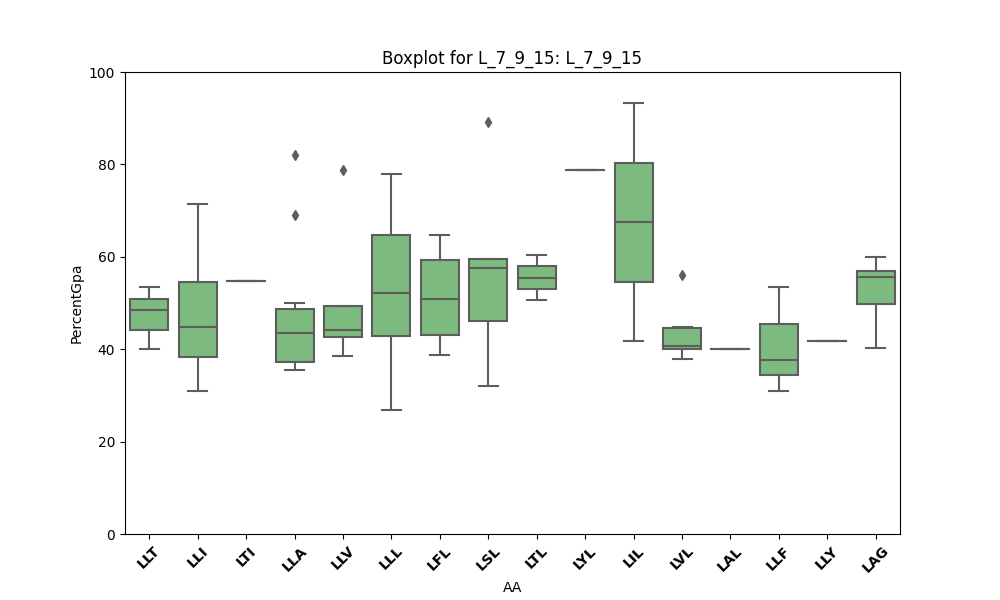 Boxplot for L_7_9_15: L_7_9_15
PercentGpa
100
80
60
40
20
0
LLT LLI LTI LLA LLV LLL LFL LSL LTL LYL LIL LVL LAL LLF LLY LAG
AA